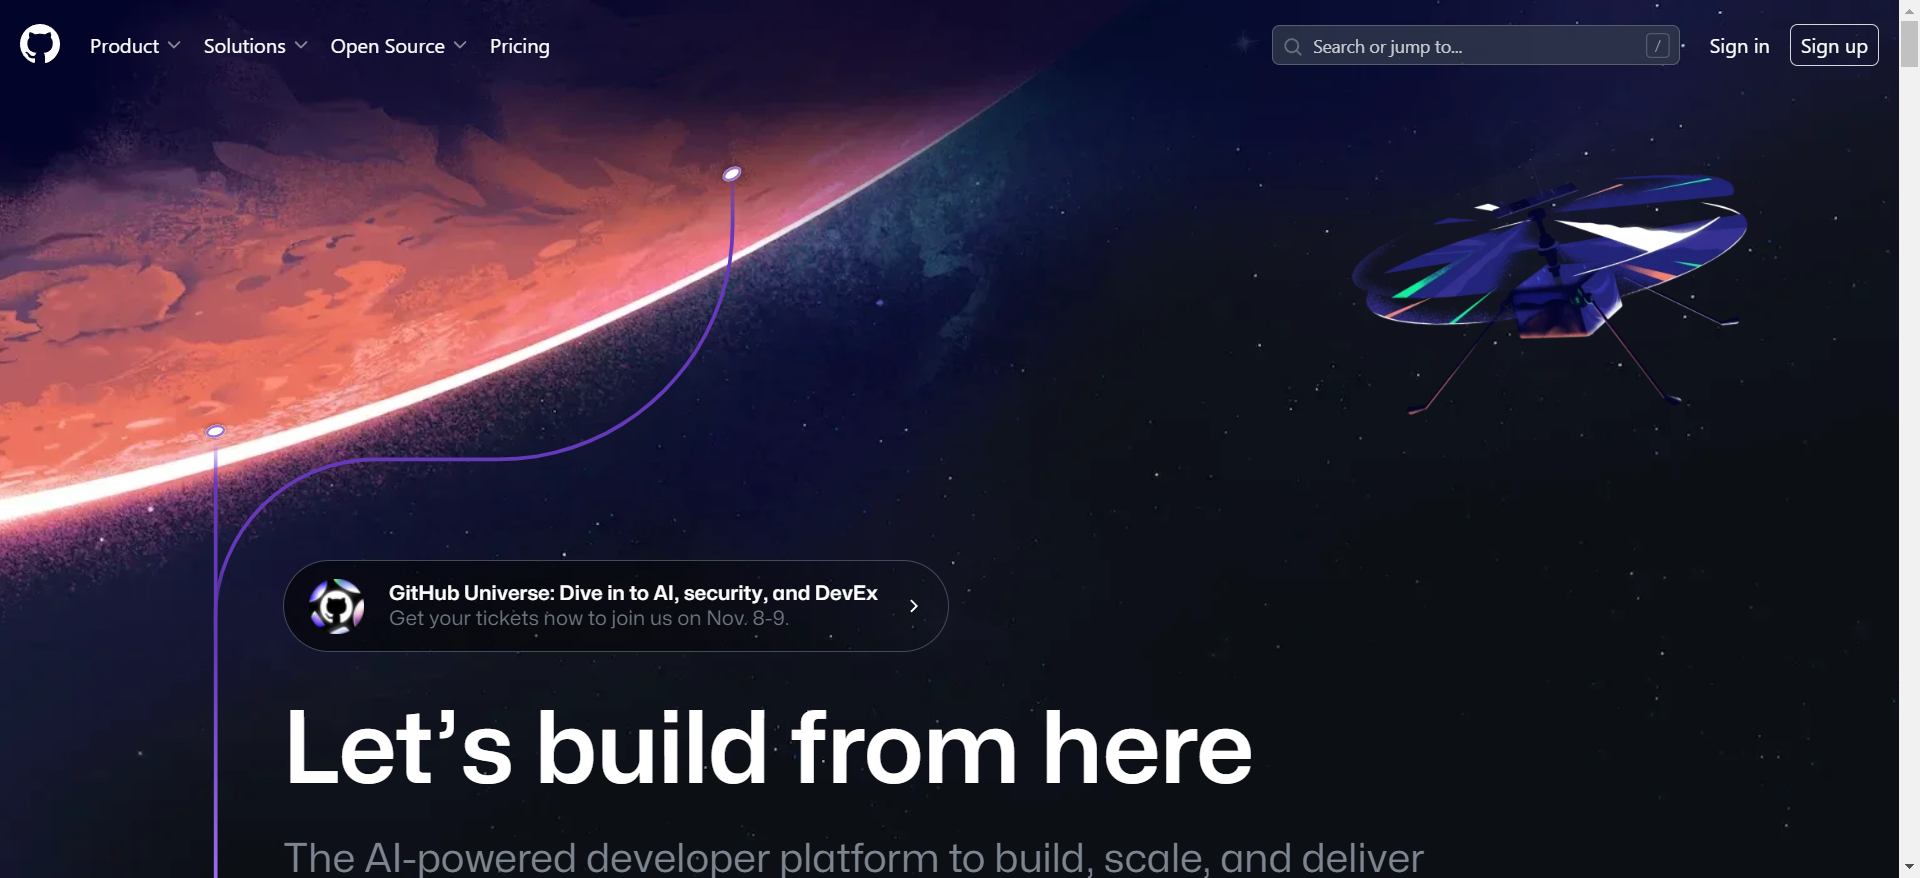 Product
Solutions
Open Source
Pricing
Search or jump to...
/
Sign in
Sign up
GitHub Universe: Dive in to AI, security, and DevEx
Get your tickets now to join us on Nov. 8-9.
Let’s build from here
The AI-powered developer platform to build, scale, and deliver